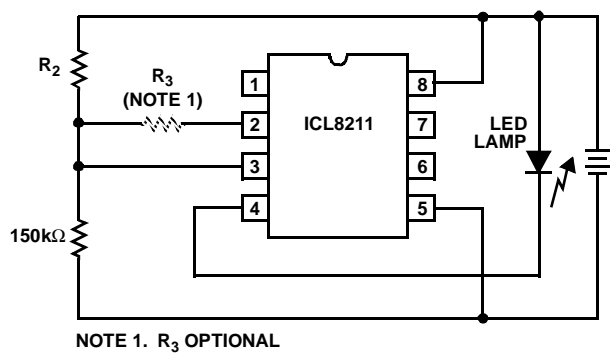 R2
R3
(NOTE 1)
1
2
3
4
ICL8211
8
7
6
5
LED
LAMP
150kΩ
NOTE 1. R3 OPTIONAL